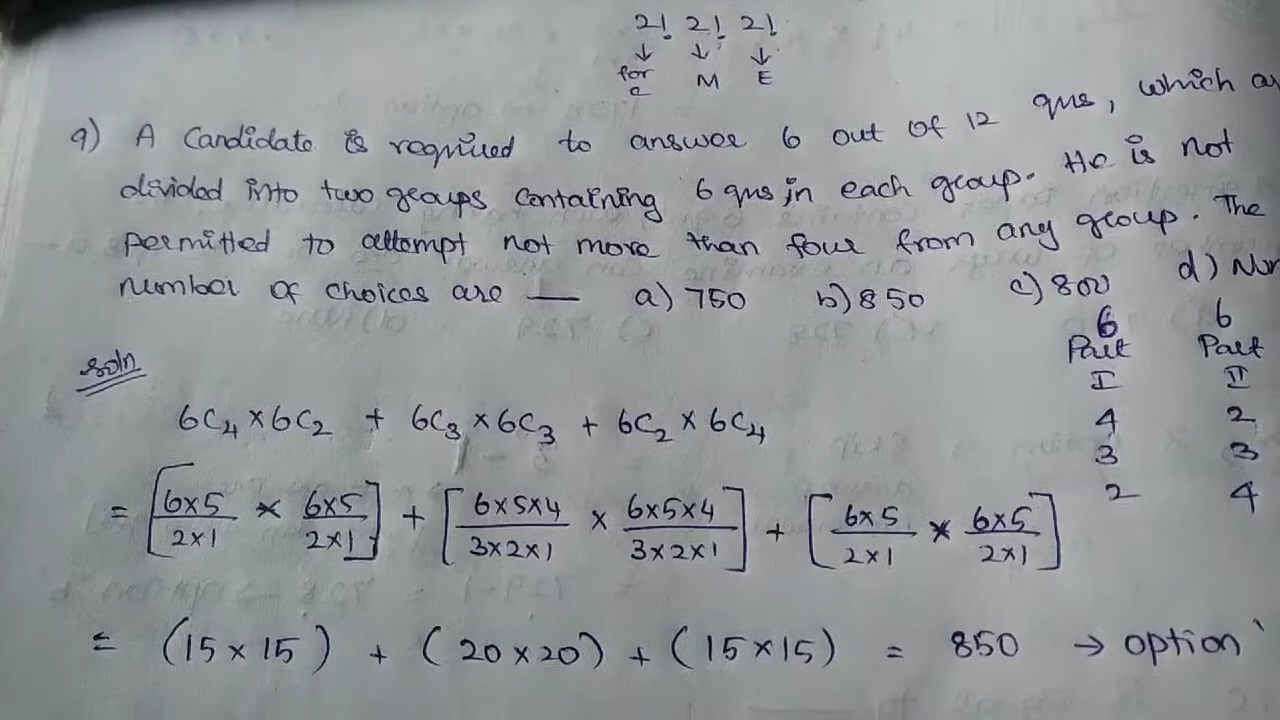 2! 2! 2!
↓ ↓ ↓
for c M E
9) A Candidate is required to answer 6 out of 12 qns, which
divided into two groups containing 6 qns in each group. He is not
permitted to attempt not more than four from any group. The
number of choices are — a) 750 b) 850 c) 800 d)
6 6
Part Part
I II
4 2
3 3
2 4
Soln
6C₄ × 6C₂ + 6C₃ × 6C₃ + 6C₂ × 6C₄
= [6×5/2×1 × 6×5/2×1] + [6×5×4/3×2×1 × 6×5×4/3×2×1] + [6×5/2×1 × 6×5/2×1]
= (15×15) + (20×20) + (15×15) = 850 → option